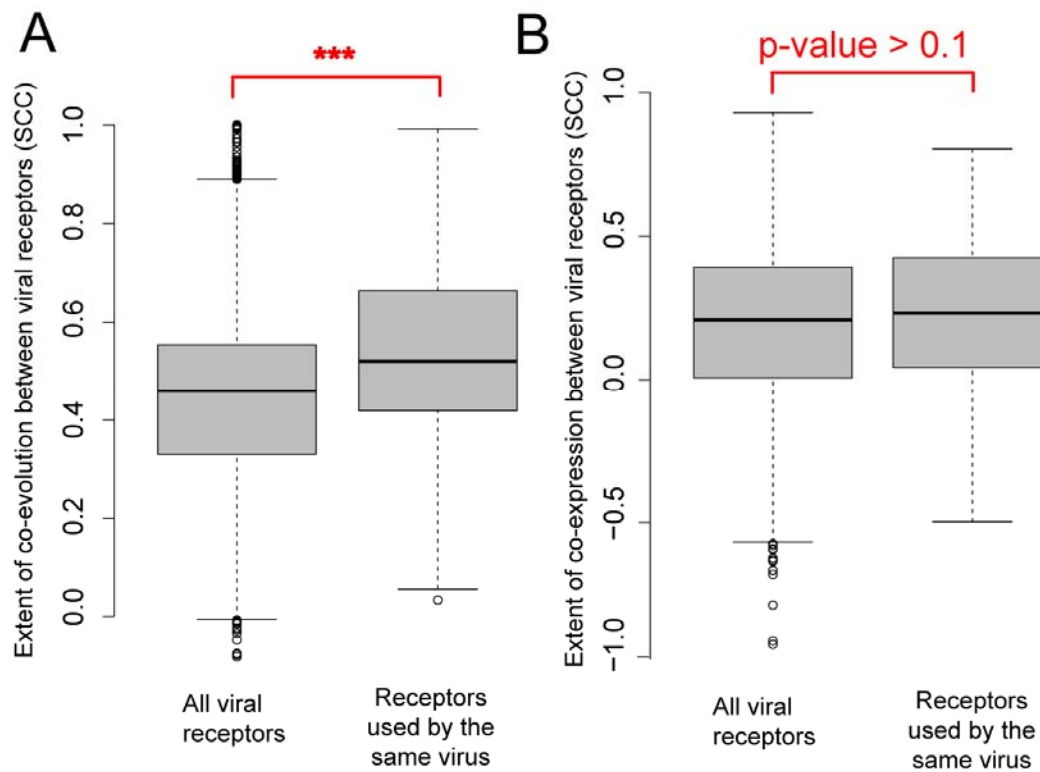 A
***
Extent of co-evolution between viral receptors (SCC)
1.0
0.8
0.6
0.4
0.2
0.0
All viral
receptors
Receptors
used by the
same virus
B
p-value > 0.1
Extent of co-expression between viral receptors (SCC)
1.0
0.5
0.0
−0.5
−1.0
All viral
receptors
Receptors
used by the
same virus